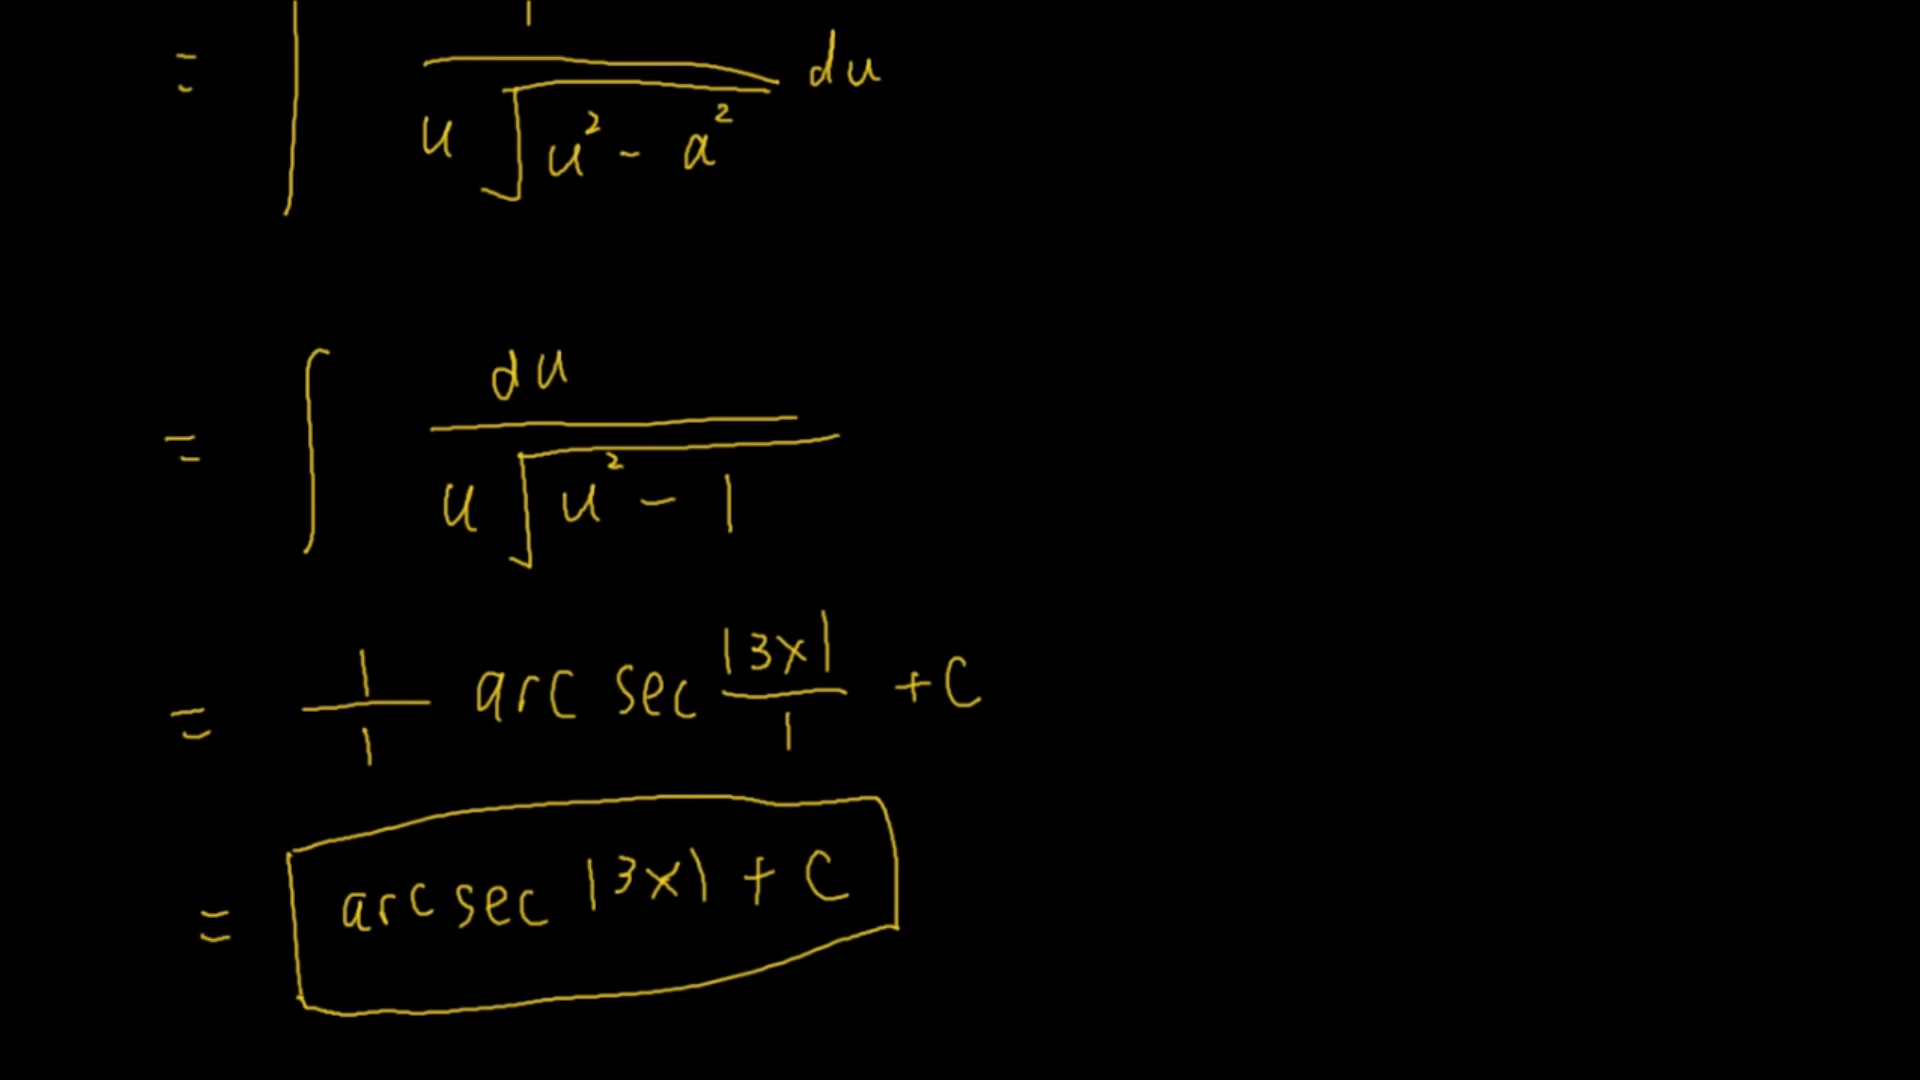 = ∫ 1 / (u √(u² - a²)) du
= ∫ du / (u √(u² - 1))
= 1/1 arc sec |3x|/1 + C
= arc sec |3x| + C